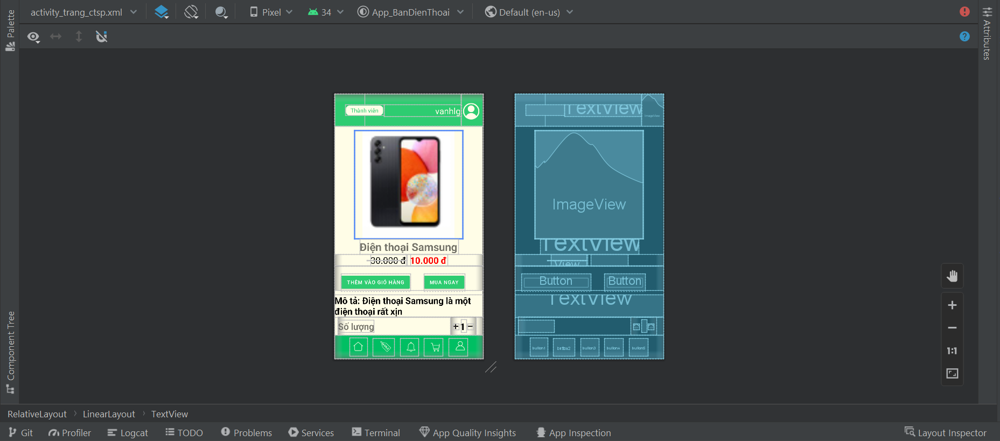 activity_trang_ctsp.xml
Pixel
34
App_BanDienThoai
Default (en-us)
Palette
Attributes
Thành viên
vanhlg
TextView
ImageView
ImageView
Điện thoại Samsung
TextView
30.000 đ
10.000 đ
View
THÊM VÀO GIỎ HÀNG
MUA NGAY
Button
Button
Mô tả: Điện thoại Samsung là một
điện thoại rất xịn
TextView
Số lượng
+ 1 −
button1
button2
button3
button4
button5
1:1
Component Tree
RelativeLayout
LinearLayout
TextView
Git
Profiler
Logcat
TODO
Problems
Services
Terminal
App Quality Insights
App Inspection
Layout Inspector